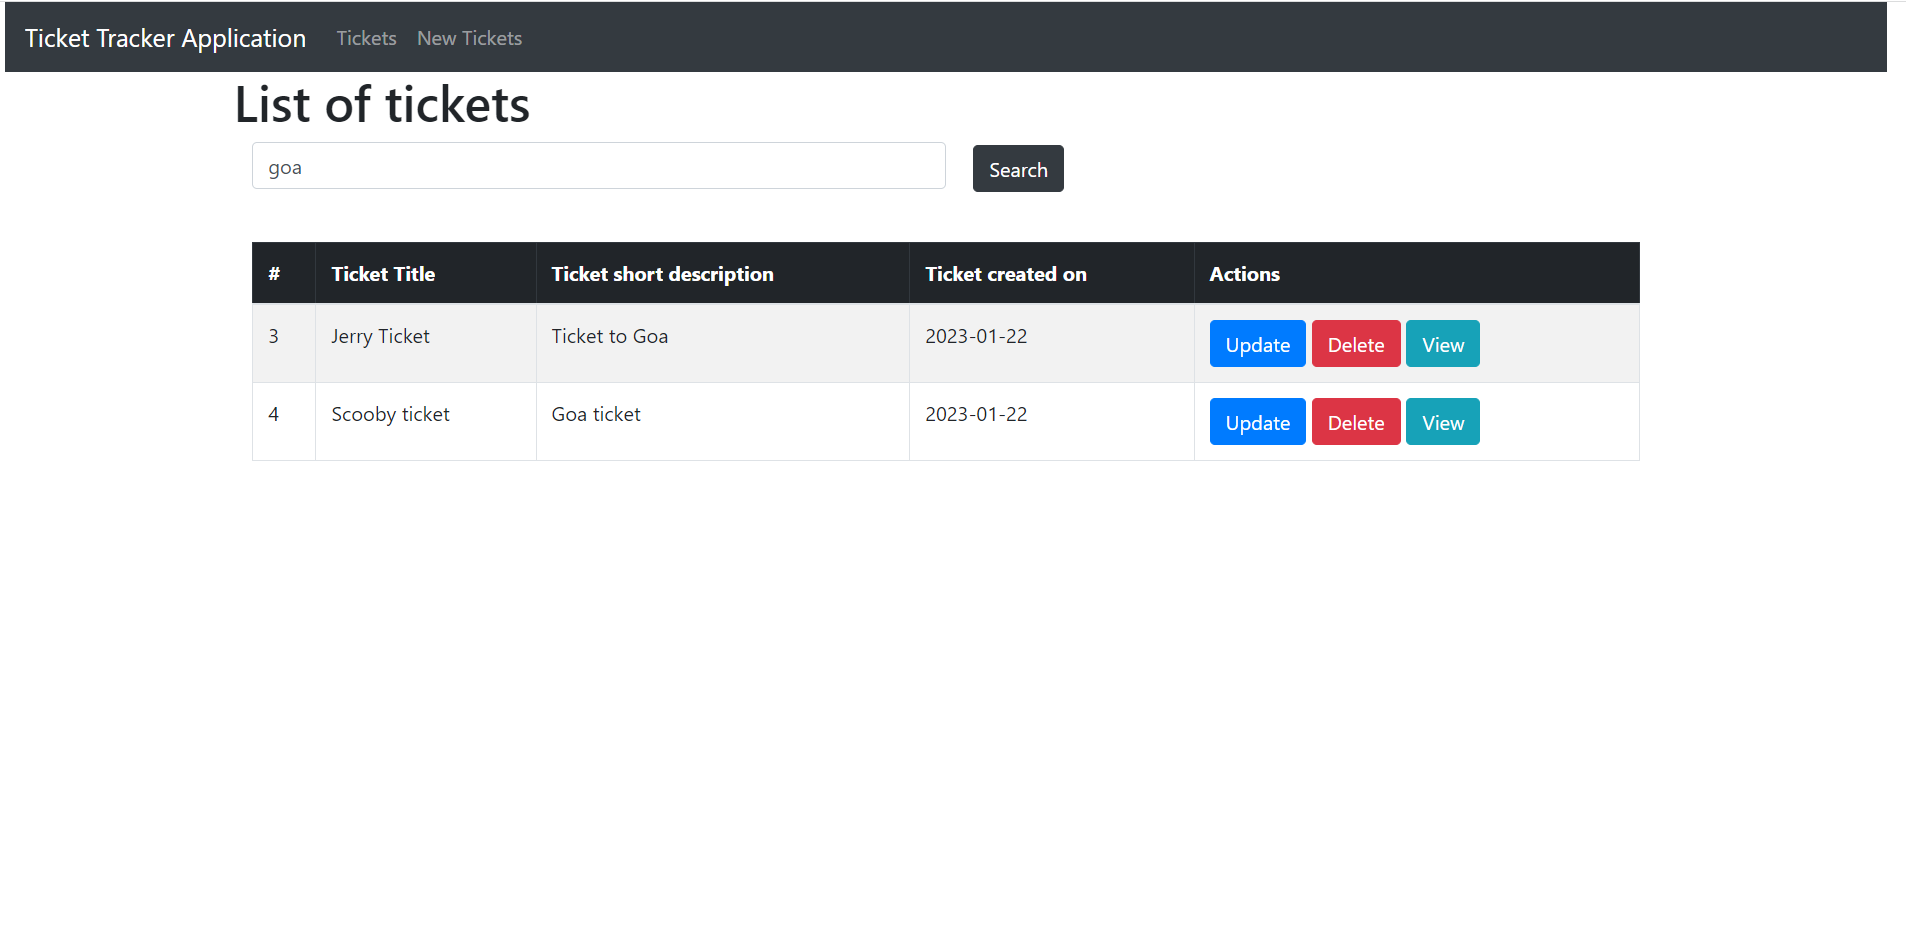 Ticket Tracker Application Tickets New Tickets
List of tickets
goa Search
# Ticket Title Ticket short description Ticket created on Actions
3 Jerry Ticket Ticket to Goa 2023-01-22 Update Delete View
4 Scooby ticket Goa ticket 2023-01-22 Update Delete View